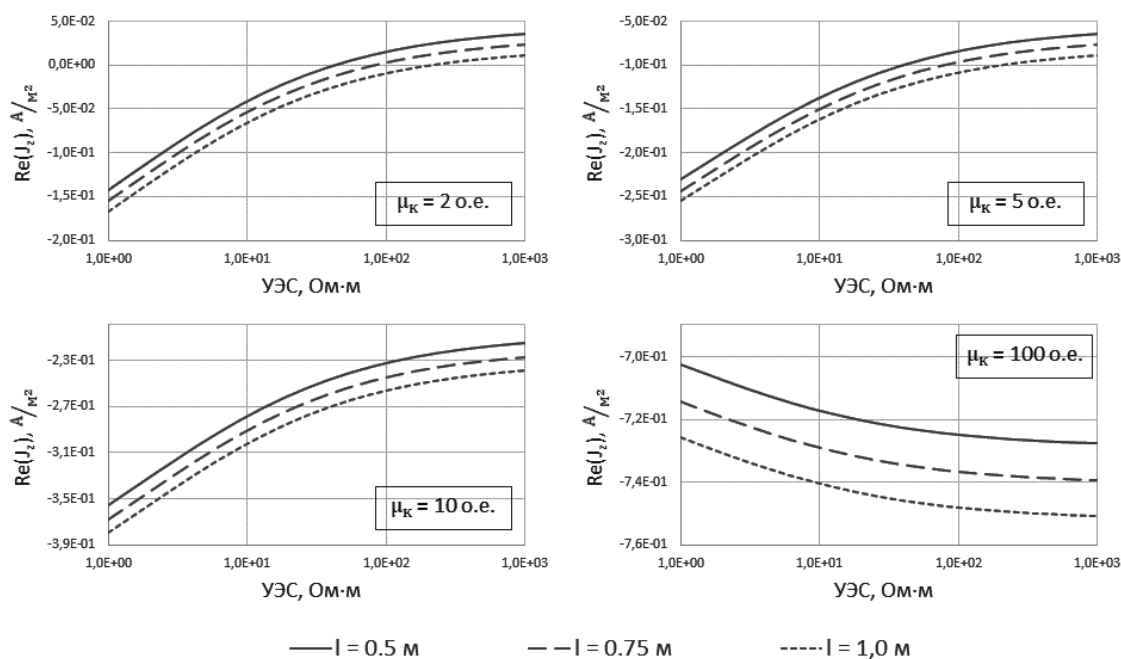 5,0E-02
0,0E+00
-5,0E-02
-1,0E-01
-1,5E-01
-2,0E-01
Re(J₂), А/м²
μк = 2 о.е.
1,0E+00 1,0E+01 1,0E+02 1,0E+03
УЭС, Ом·м
-5,0E-02
-1,0E-01
-1,5E-01
-2,0E-01
-2,5E-01
-3,0E-01
Re(J₂), А/м²
μк = 5 о.е.
1,0E+00 1,0E+01 1,0E+02 1,0E+03
УЭС, Ом·м
-2,3E-01
-2,7E-01
-3,1E-01
-3,5E-01
-3,9E-01
Re(J₂), А/м²
μк = 10 о.е.
1,0E+00 1,0E+01 1,0E+02 1,0E+03
УЭС, Ом·м
-7,0E-01
-7,2E-01
-7,4E-01
-7,6E-01
Re(J₂), А/м²
μк = 100 о.е.
1,0E+00 1,0E+01 1,0E+02 1,0E+03
УЭС, Ом·м
l = 0.5 м l = 0.75 м l = 1,0 м